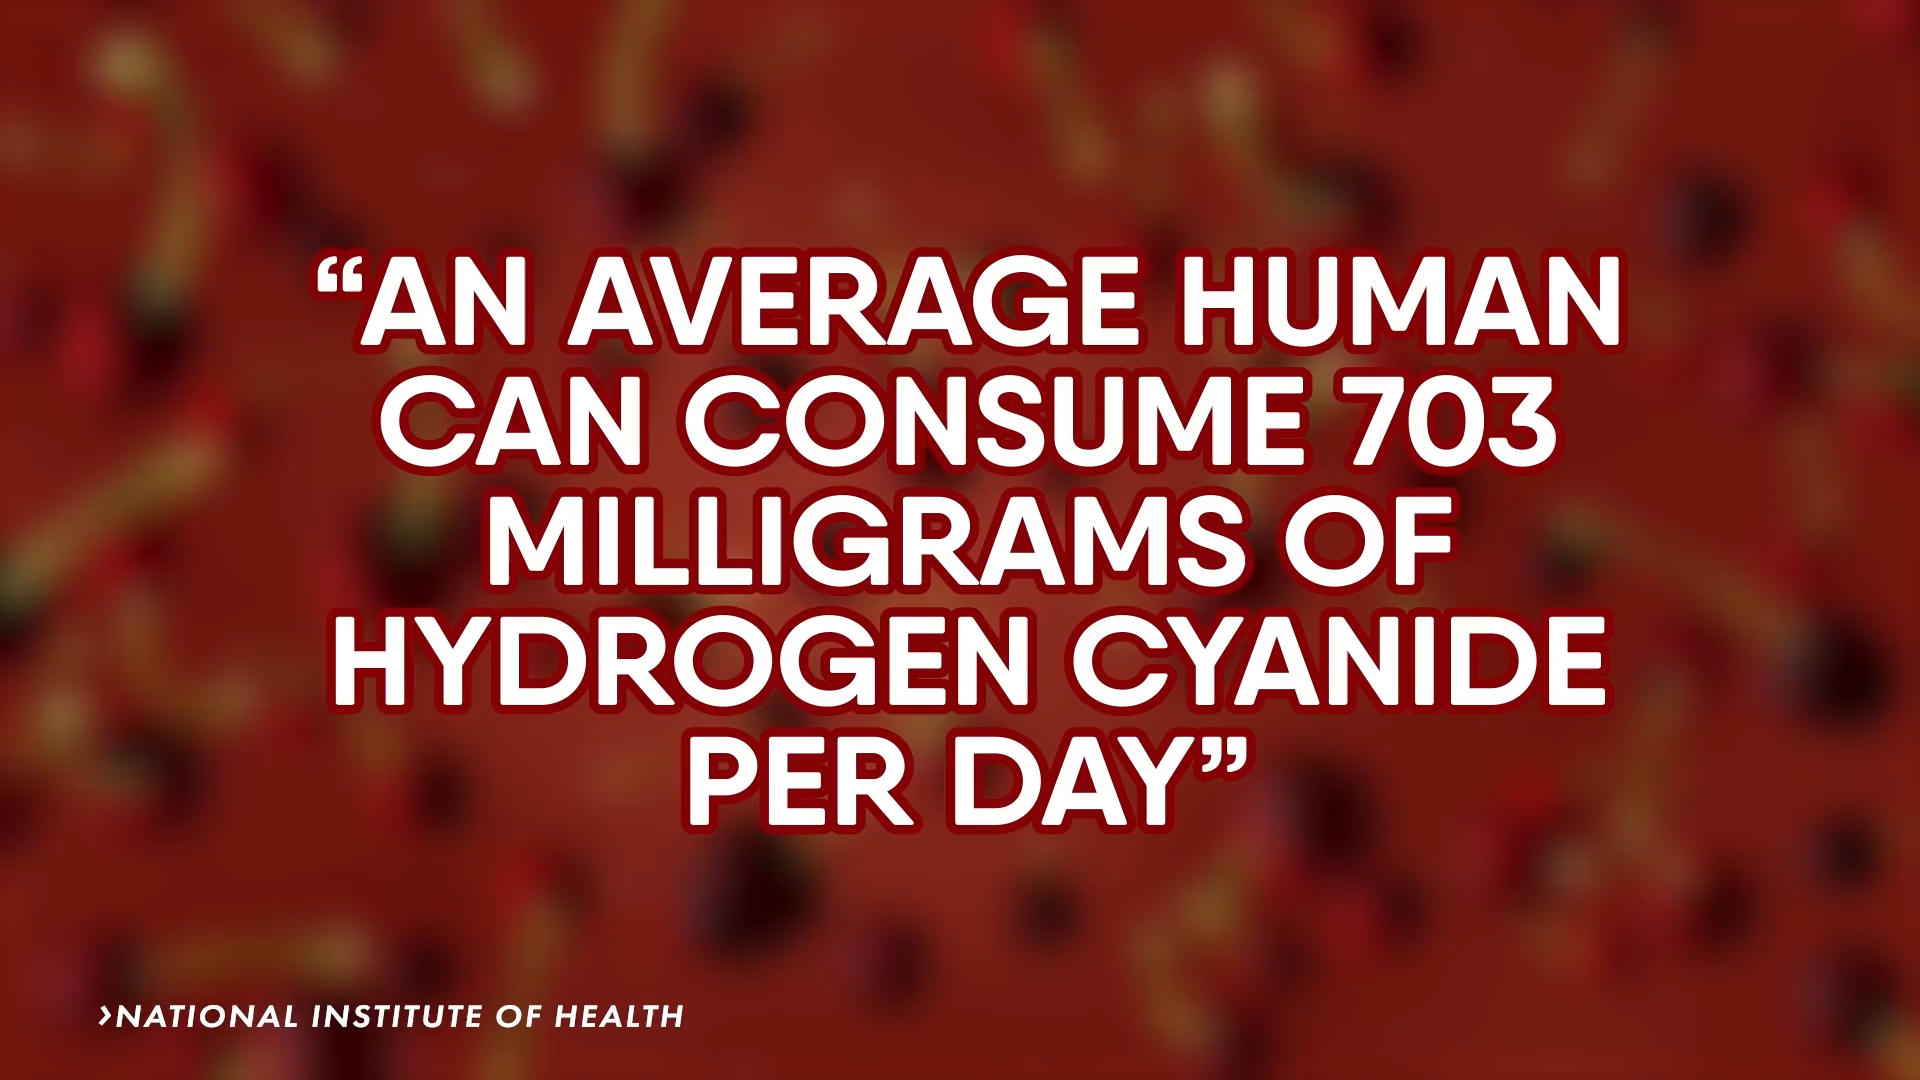 “AN AVERAGE HUMAN
CAN CONSUME 703
MILLIGRAMS OF
HYDROGEN CYANIDE
PER DAY”
›NATIONAL INSTITUTE OF HEALTH